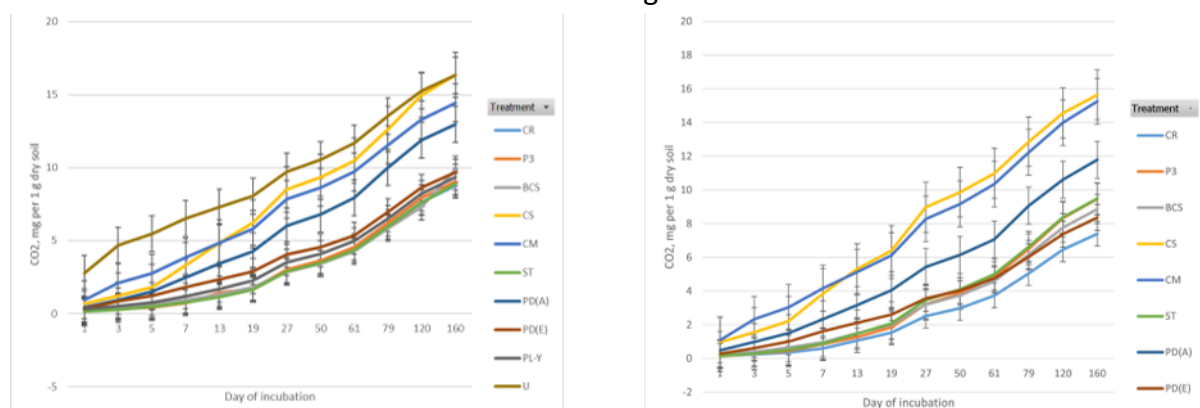 20
15
10
5
0
-5
CO2, mg per 1 g dry soil
3 5 7 13 19 27 50 61 79 120 160
Day of incubation
Treatment
CR
P3
BCS
CS
CM
ST
PD(A)
PD(E)
PL-Y
U
20
18
16
14
12
10
8
6
4
2
0
-2
CO2, mg per 1 g dry soil
3 5 7 13 19 27 50 61 79 120 160
Day of incubation
Treatment
CR
P3
BCS
CS
CM
ST
PD(A)
PD(E)